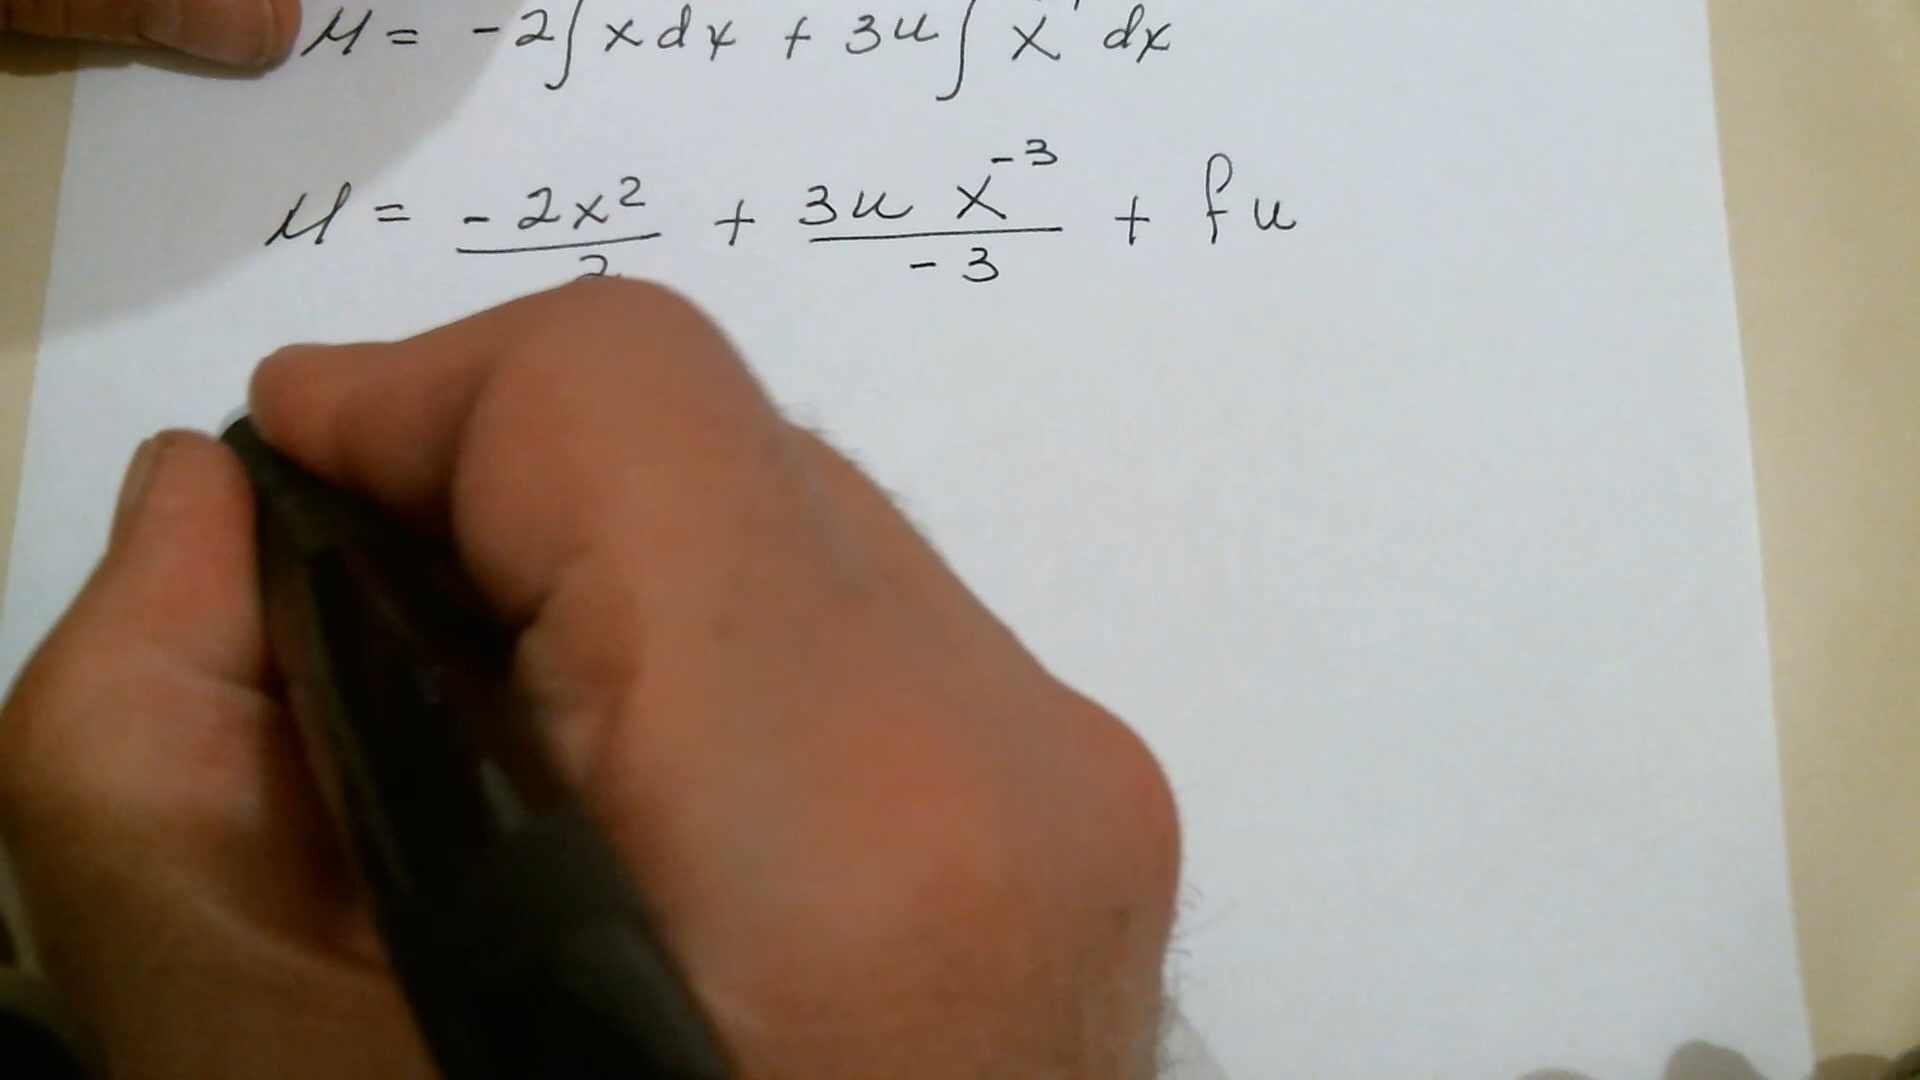 M = -2∫ x dx + 3u ∫ x dx
M = -2x²/2 + 3u x⁻³/-3 + fu